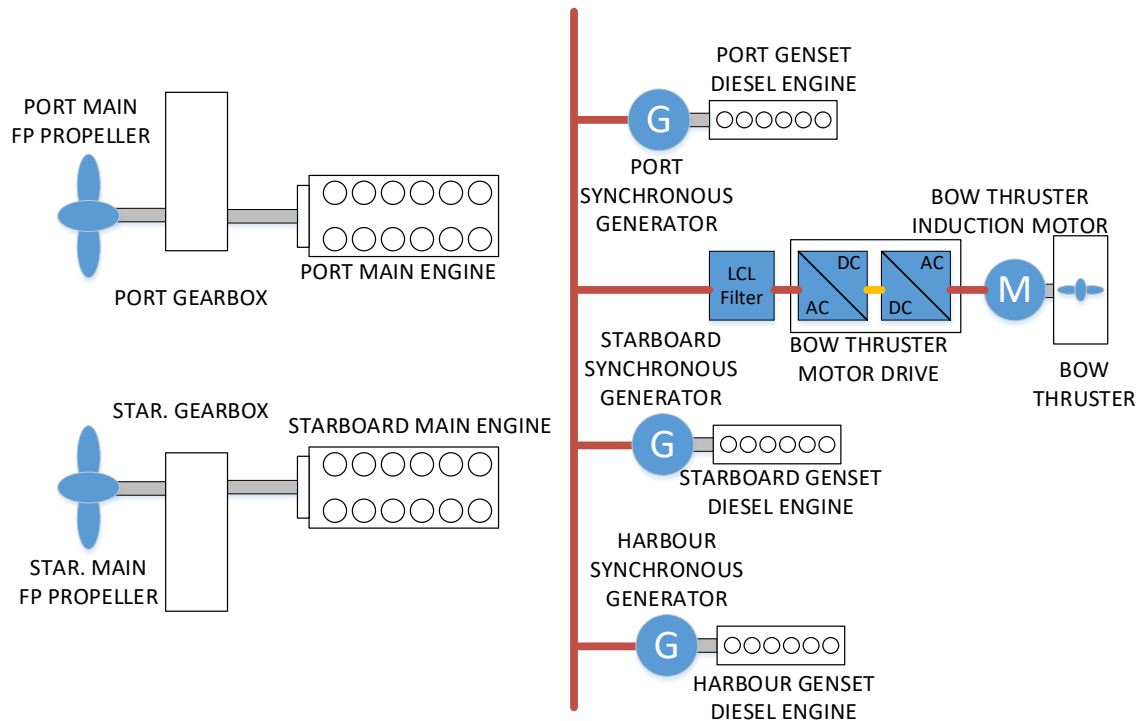 PORT MAIN
FP PROPELLER
PORT GEARBOX
PORT MAIN ENGINE
STAR. GEARBOX
STARBOARD MAIN ENGINE
STAR. MAIN
FP PROPELLER
PORT GENSET
DIESEL ENGINE
G
PORT
SYNCHRONOUS
GENERATOR
BOW THRUSTER
INDUCTION MOTOR
LCL
Filter
DC
AC
AC
DC
M
BOW THRUSTER
MOTOR DRIVE
BOW
THRUSTER
STARBOARD
SYNCHRONOUS
GENERATOR
G
STARBOARD GENSET
DIESEL ENGINE
HARBOUR
SYNCHRONOUS
GENERATOR
G
HARBOUR GENSET
DIESEL ENGINE